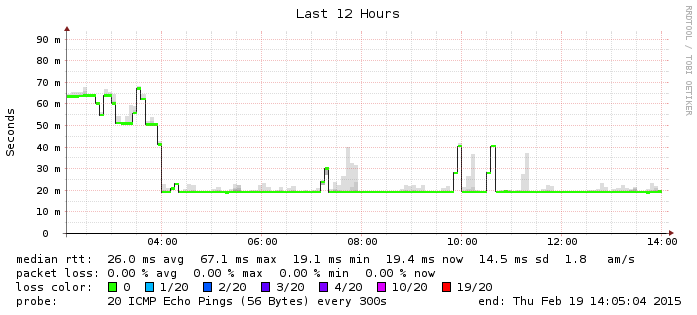 Last 12 Hours
RRDTOOL / TOBI OETIKER
Seconds
90 m
80 m
70 m
60 m
50 m
40 m
30 m
20 m
10 m
0
04:00 06:00 08:00 10:00 12:00 14:00
median rtt: 26.0 ms avg 67.1 ms max 19.1 ms min 19.4 ms now 14.5 ms sd 1.8 am/s
packet loss: 0.00 % avg 0.00 % max 0.00 % min 0.00 % now
loss color: 0 1/20 2/20 3/20 4/20 10/20 19/20
probe: 20 ICMP Echo Pings (56 Bytes) every 300s end: Thu Feb 19 14:05:04 2015